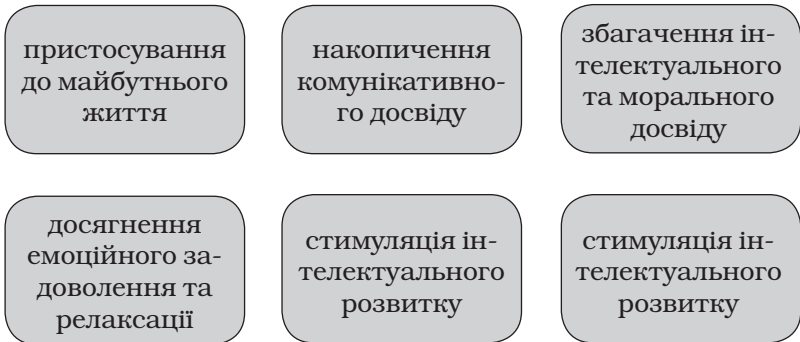 пристосування
до майбутнього
життя
накопичення
комунікативно-
го досвіду
збагачення ін-
телектуального
та морального
досвіду
досягнення
емоційного за-
доволення та
релаксації
стимуляція ін-
телектуального
розвитку
стимуляція ін-
телектуального
розвитку